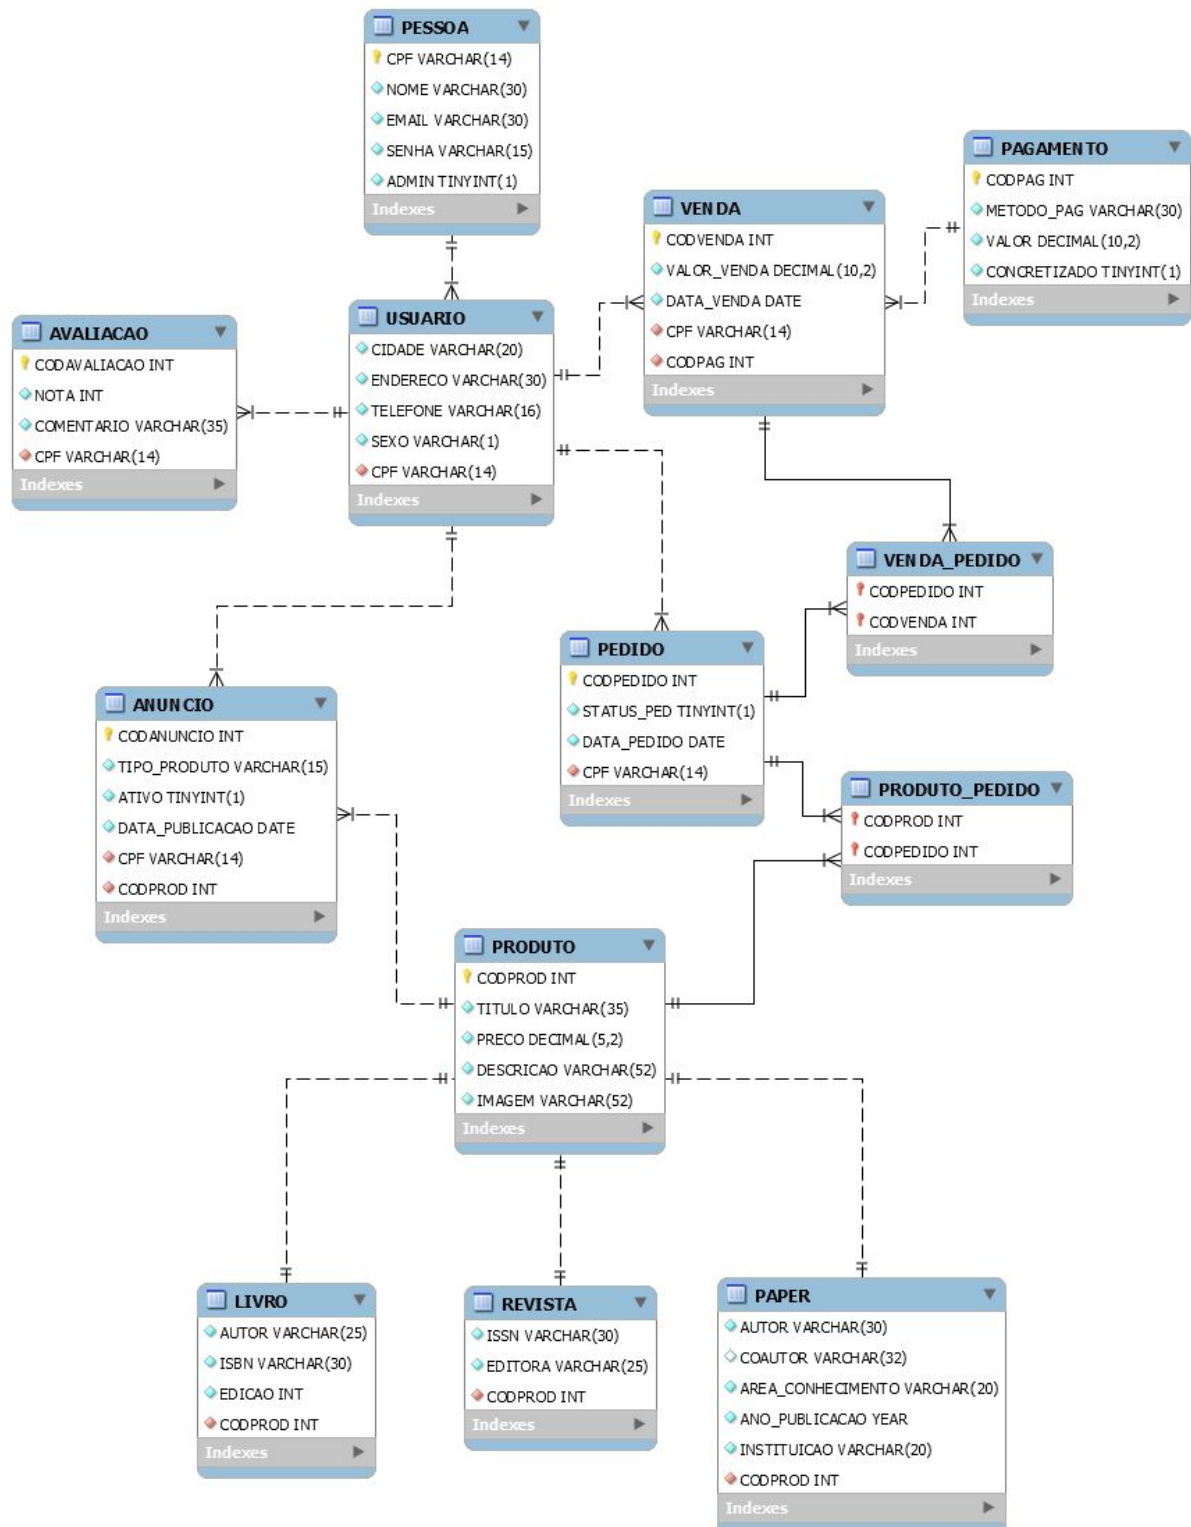 PESSOA
CPF VARCHAR(14)
NOME VARCHAR(30)
EMAIL VARCHAR(30)
SENHA VARCHAR(15)
ADMIN TINYINT(1)
Indexes
PAGAMENTO
CODPAG INT
METODO_PAG VARCHAR(30)
VALOR DECIMAL(10,2)
CONCRETIZADO TINYINT(1)
Indexes
VENDA
CODVENDA INT
VALOR_VENDA DECIMAL(10,2)
DATA_VENDA DATE
CPF VARCHAR(14)
CODPAG INT
Indexes
USUARIO
CIDADE VARCHAR(20)
ENDERECO VARCHAR(30)
TELEFONE VARCHAR(16)
SEXO VARCHAR(1)
CPF VARCHAR(14)
Indexes
AVALIACAO
CODAVALIACAO INT
NOTA INT
COMENTARIO VARCHAR(35)
CPF VARCHAR(14)
Indexes
VENDA_PEDIDO
CODPEDIDO INT
CODVENDA INT
Indexes
PEDIDO
CODPEDIDO INT
STATUS_PED TINYINT(1)
DATA_PEDIDO DATE
CPF VARCHAR(14)
Indexes
ANUNCIO
CODANUNCIO INT
TIPO_PRODUTO VARCHAR(15)
ATIVO TINYINT(1)
DATA_PUBLICACAO DATE
CPF VARCHAR(14)
CODPROD INT
Indexes
PRODUTO_PEDIDO
CODPROD INT
CODPEDIDO INT
Indexes
PRODUTO
CODPROD INT
TITULO VARCHAR(35)
PRECO DECIMAL(5,2)
DESCRICAO VARCHAR(52)
IMAGEM VARCHAR(52)
Indexes
LIVRO
AUTOR VARCHAR(25)
ISBN VARCHAR(30)
EDICAO INT
CODPROD INT
Indexes
REVISTA
ISSN VARCHAR(30)
EDITORA VARCHAR(25)
CODPROD INT
Indexes
PAPER
AUTOR VARCHAR(30)
COAUTOR VARCHAR(32)
AREA_CONHECIMENTO VARCHAR(20)
ANO_PUBLICACAO YEAR
INSTITUICAO VARCHAR(20)
CODPROD INT
Indexes